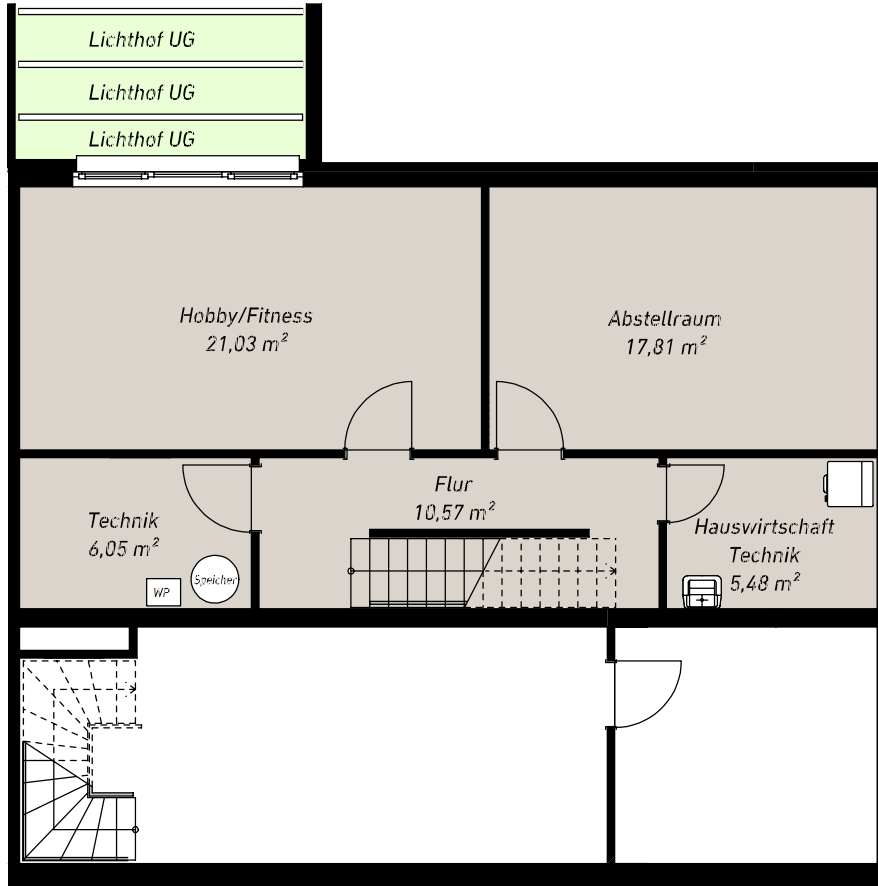 Lichthof UG
Lichthof UG
Lichthof UG
Hobby/Fitness
21,03 m²
Abstellraum
17,81 m²
Flur
10,57 m²
Technik
6,05 m²
WP
Speicher
Hauswirtschaft
Technik
5,48 m²